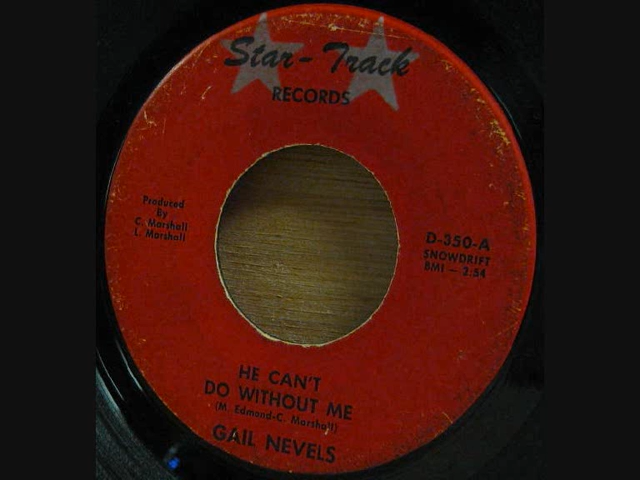 Star-Track
RECORDS
Produced
By
C. Marshall
L. Marshall
D-350-A
SNOWDRIFT
BMI - 2:54
HE CAN'T
DO WITHOUT ME
(M. Edmond-C. Marshall)
GAIL NEVELS